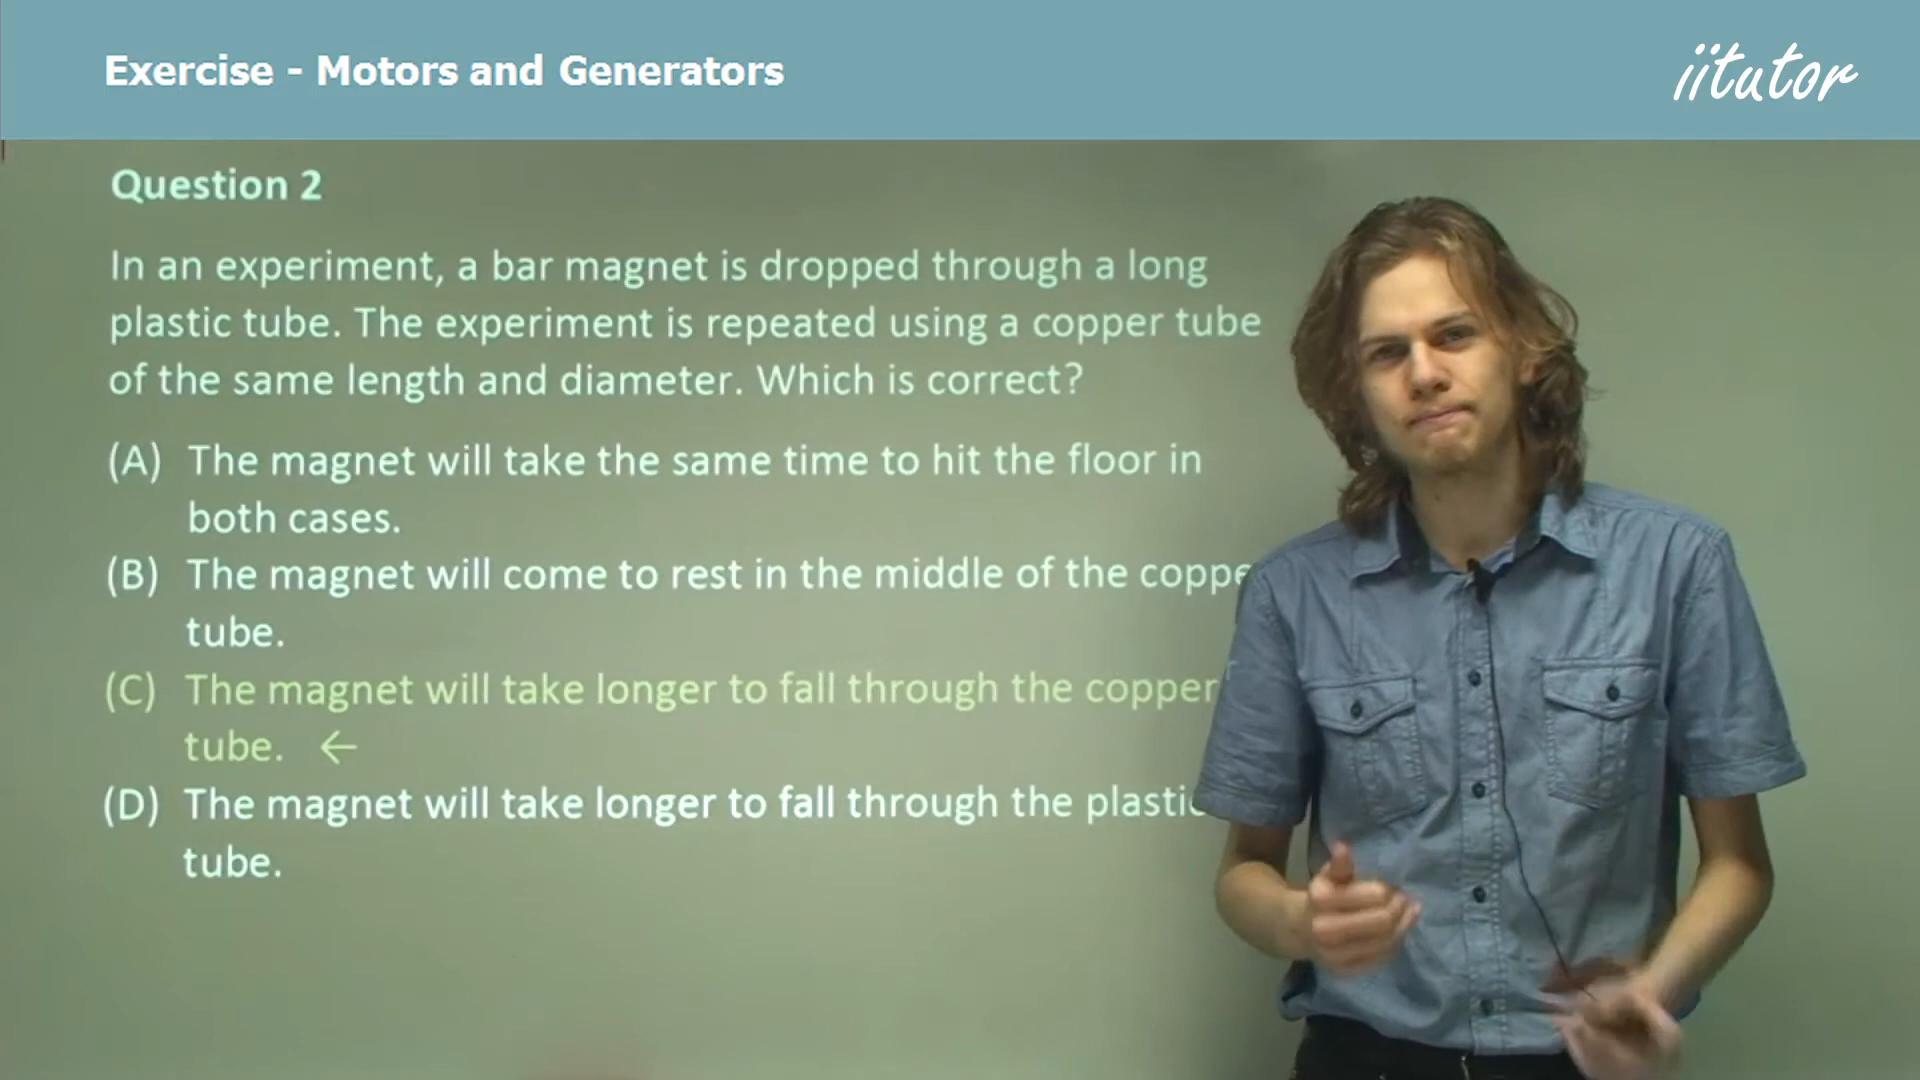 Exercise - Motors and Generators
iitutor
Question 2
In an experiment, a bar magnet is dropped through a long
plastic tube. The experiment is repeated using a copper tube
of the same length and diameter. Which is correct?
(A) The magnet will take the same time to hit the floor in
both cases.
(B) The magnet will come to rest in the middle of the coppe
tube.
(C) The magnet will take longer to fall through the copper
tube. ←
(D) The magnet will take longer to fall through the plastic
tube.